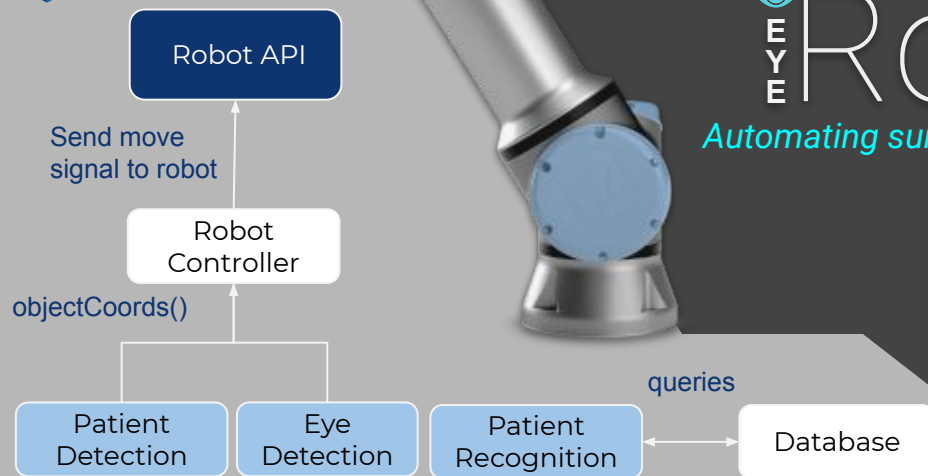 Robot API
EYE
Automating
Send move
signal to robot
Robot
Controller
objectCoords()
queries
Patient
Detection
Eye
Detection
Patient
Recognition
Database